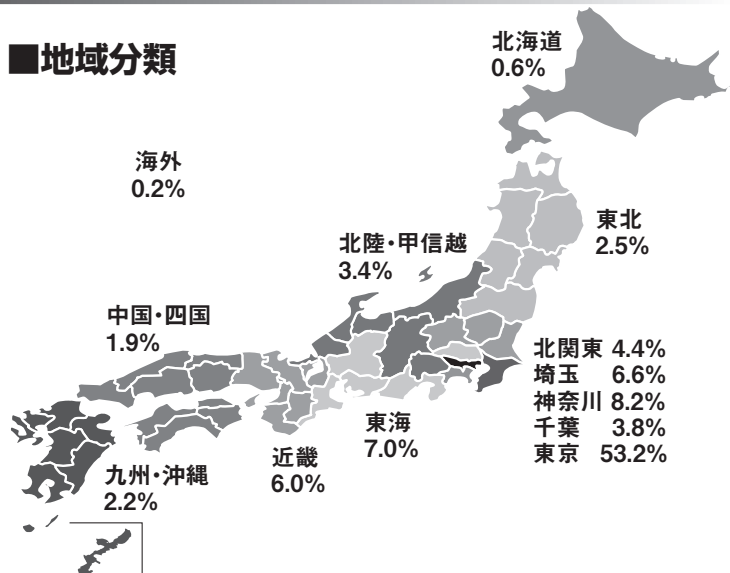 ■地域分類
北海道
0.6%
海外
0.2%
東北
2.5%
北陸・甲信越
3.4%
中国・四国
1.9%
北関東 4.4%
埼玉 6.6%
神奈川 8.2%
千葉 3.8%
東京 53.2%
東海
7.0%
近畿
6.0%
九州・沖縄
2.2%